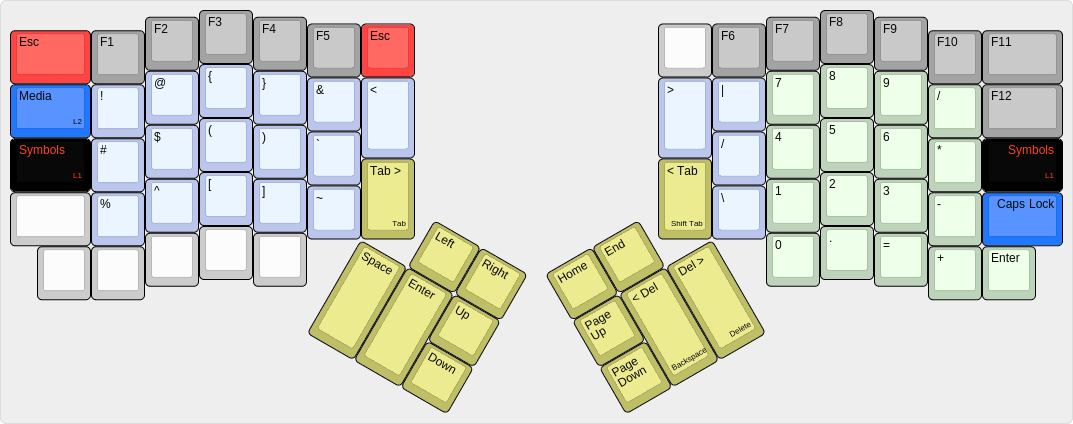 Esc
F1
F2
F3
F4
F5
Esc
F6
F7
F8
F9
F10
F11
Media
L2
!
@
{
}
&
<
>
|
7
8
9
/
F12
Symbols
L1
#
$
(
)
`
4
5
6
*
/
Symbols
L1
%
^
[
]
~
Tab >
Tab
< Tab
Shift Tab
\
1
2
3
-
Caps Lock
0
.
=
+
Enter
Space
Enter
Left
Right
Up
Down
Home
End
Page
Up
Page
Down
< Del
Backspace
Del >
Delete